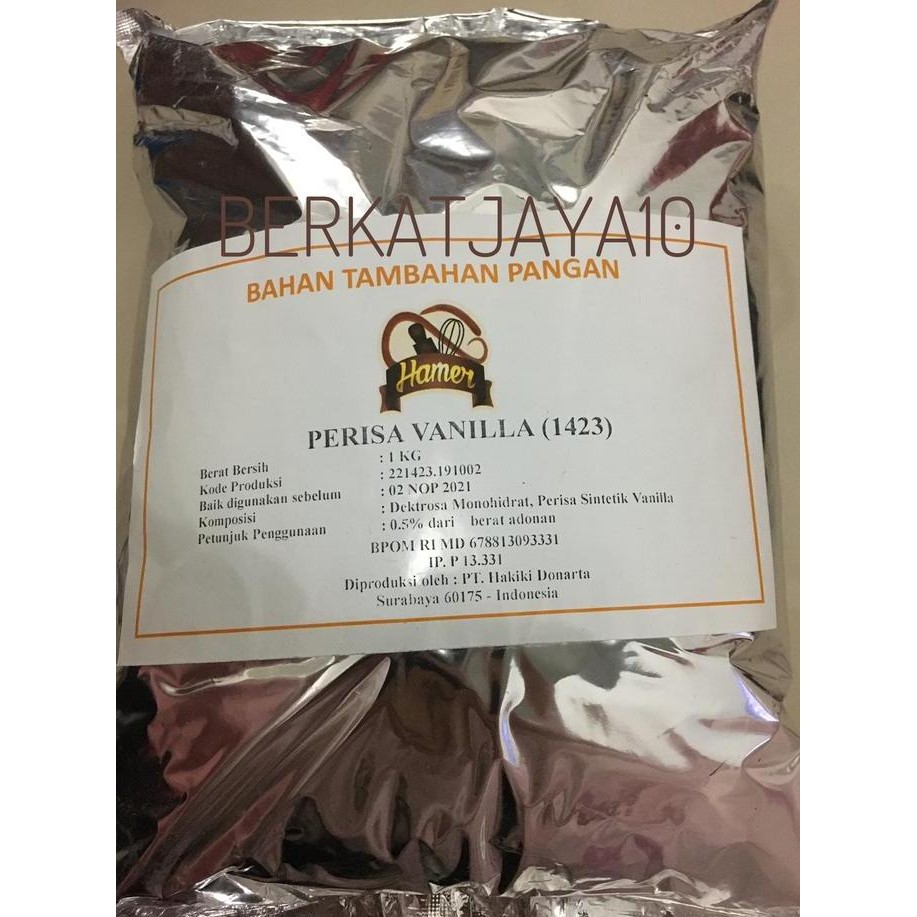 BERKATJAYA10
BAHAN TAMBAHAN PANGAN
Hamer
PERISA VANILLA (1423)
Berat Bersih : 1 KG
Kode Produksi : 221423.191002
Baik digunakan sebelum : 02 NOP 2021
Komposisi : Dektrosa Monohidrat, Perisa Sintetik Vanilla
Petunjuk Penggunaan : 0.5% dari berat adonan
BPOM RI MD 678813093331
IP. P 13.331
Diproduksi oleh : PT. Hakiki Donarta
Surabaya 60175 - Indonesia